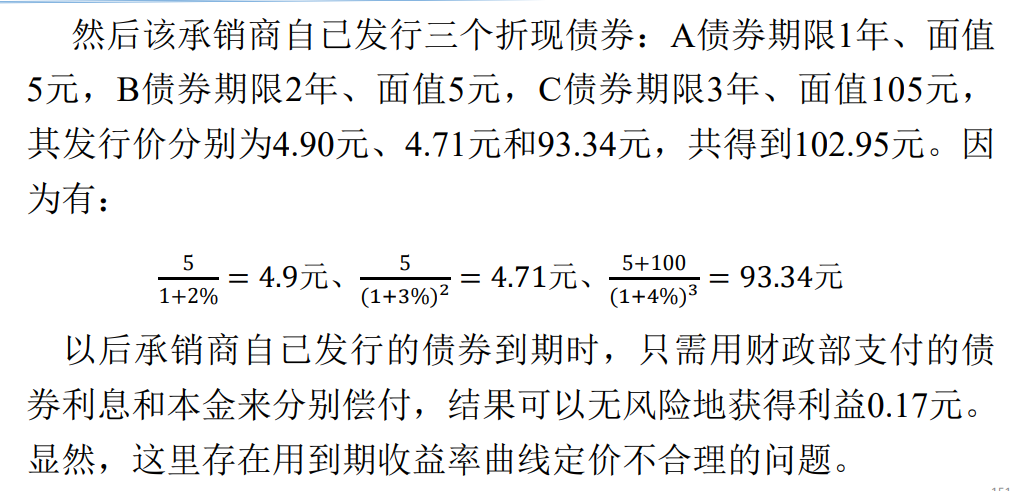 然后该承销商自己发行三个折现债券：A债券期限1年、面值
5元，B债券期限2年、面值5元，C债券期限3年、面值105元，
其发行价分别为4.90元、4.71元和93.34元，共得到102.95元。因
为有：
5/(1+2%) = 4.9元、5/(1+3%)² = 4.71元、(5+100)/(1+4%)³ = 93.34元
以后承销商自己发行的债券到期时，只需用财政部支付的债
券利息和本金来分别偿付，结果可以无风险地获得利益0.17元。
显然，这里存在用到期收益率曲线定价不合理的问题。